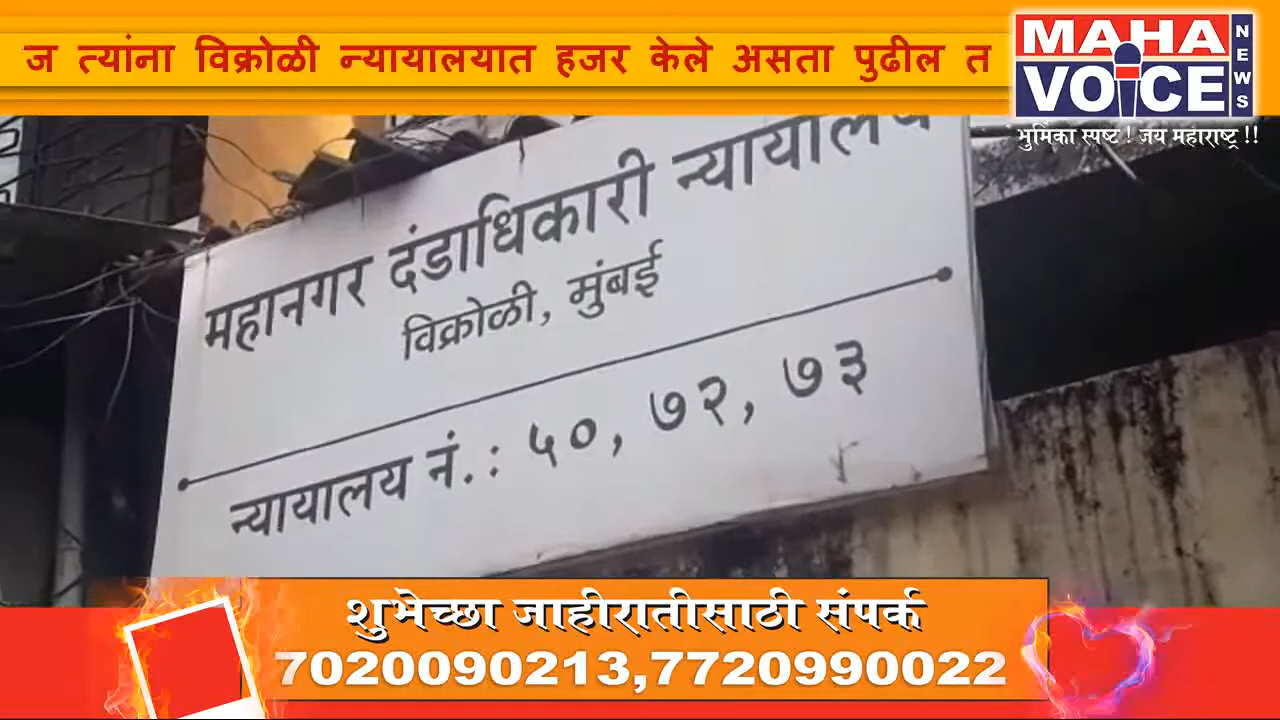 ज त्यांना विक्रोळी न्यायालयात हजर केले असता पुढील त
MAHA
VOICE
NEWS
भुमिका स्पष्ट ! जय महाराष्ट्र !!
महानगर दंडाधिकारी न्यायालय
विक्रोळी, मुंबई
न्यायालय नं.: ५०, ७२, ७३
शुभेच्छा जाहीरातीसाठी संपर्क
7020090213,7720990022